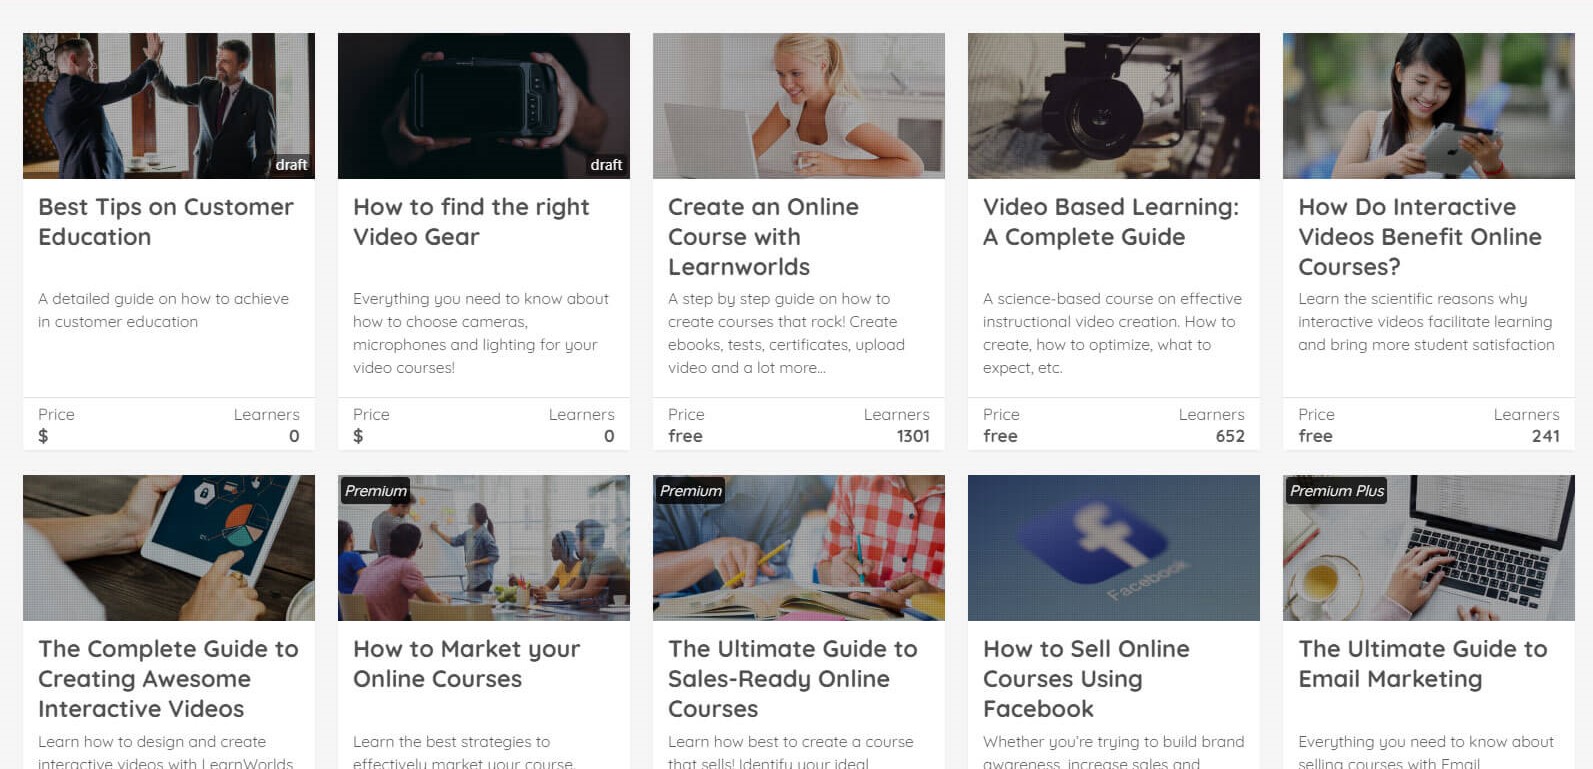 draft
Best Tips on Customer
Education
A detailed guide on how to achieve
in customer education
Price
Learners
$
0
draft
How to find the right
Video Gear
Everything you need to know about
how to choose cameras,
microphones and lighting for your
video courses!
Price
Learners
$
0
Create an Online
Course with
Learnworlds
A step by step guide on how to
create courses that rock! Create
ebooks, tests, certificates, upload
video and a lot more...
Price
Learners
free
1301
Video Based Learning:
A Complete Guide
A science-based course on effective
instructional video creation. How to
create, how to optimize, what to
expect, etc.
Price
Learners
free
652
How Do Interactive
Videos Benefit Online
Courses?
Learn the scientific reasons why
interactive videos facilitate learning
and bring more student satisfaction
Price
Learners
free
241
The Complete Guide to
Creating Awesome
Interactive Videos
Learn how to design and create
interactive videos with LearnWorlds
Premium
How to Market your
Online Courses
Learn the best strategies to
effectively market your course.
Premium
The Ultimate Guide to
Sales-Ready Online
Courses
Learn how best to create a course
that sells! Identify your ideal
Facebook
How to Sell Online
Courses Using
Facebook
Whether you're trying to build brand
awareness, increase sales and
Premium Plus
The Ultimate Guide to
Email Marketing
Everything you need to know about
selling courses with Email